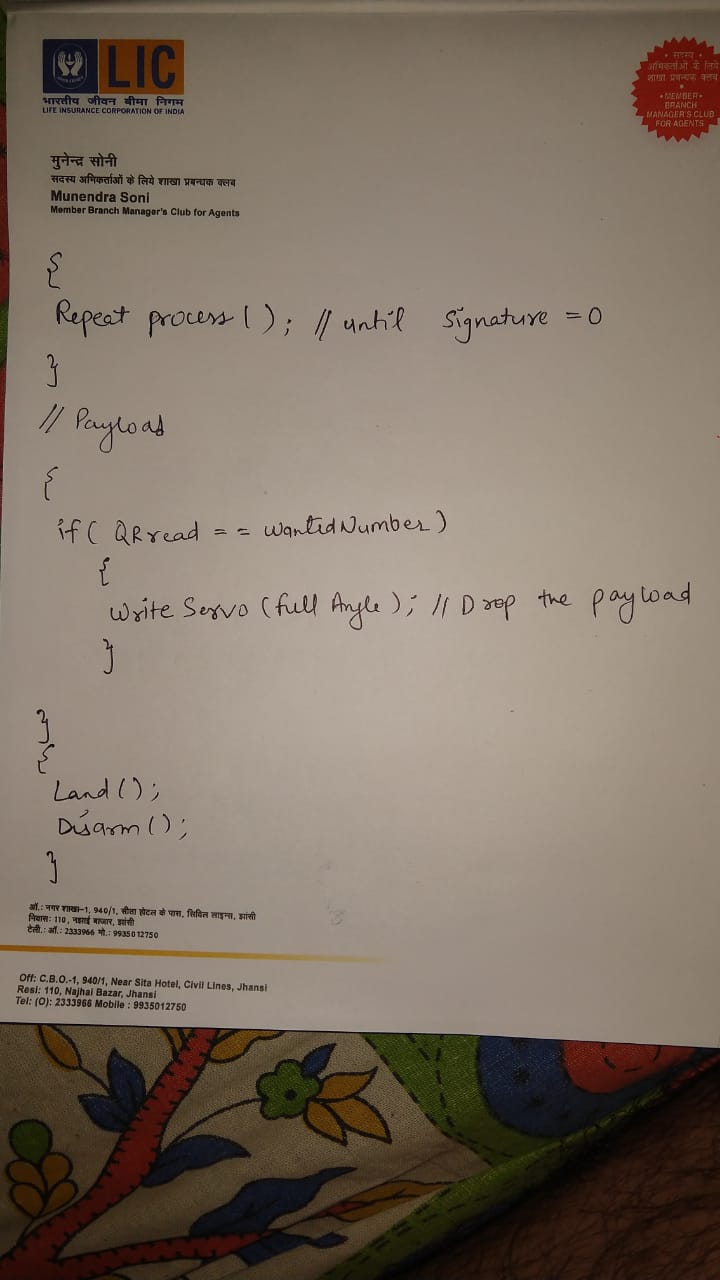 LIC
भारतीय जीवन बीमा निगम
LIFE INSURANCE CORPORATION OF INDIA
सदस्य
अभिकर्ताओं के लिये
शाखा प्रबन्धक क्लब
MEMBER
BRANCH
MANAGER'S CLUB
FOR AGENTS
मुनेन्द्र सोनी
सदस्य अभिकर्ताओं के लिये शाखा प्रबन्धक क्लब
Munendra Soni
Member Branch Manager's Club for Agents
{
Repeat process(); // until Signature = 0
}
// Payload
{
if( QRread == wantedNumber)
{
Write Servo (full Angle); // Drop the payload
}
}
{
Land();
Disarm();
}
ऑ.: नगर शाखा-1, 940/1, सीता होटल के पास, सिविल लाइन्स, झांसी
निवास: 110, नझाई बाजार, झांसी
टेली.: ऑ.: 2333966 मो.: 9935012750
Off: C.B.O.-1, 940/1, Near Sita Hotel, Civil Lines, Jhansi
Resi: 110, Najhai Bazar, Jhansi
Tel: (O): 2333966 Mobile : 9935012750